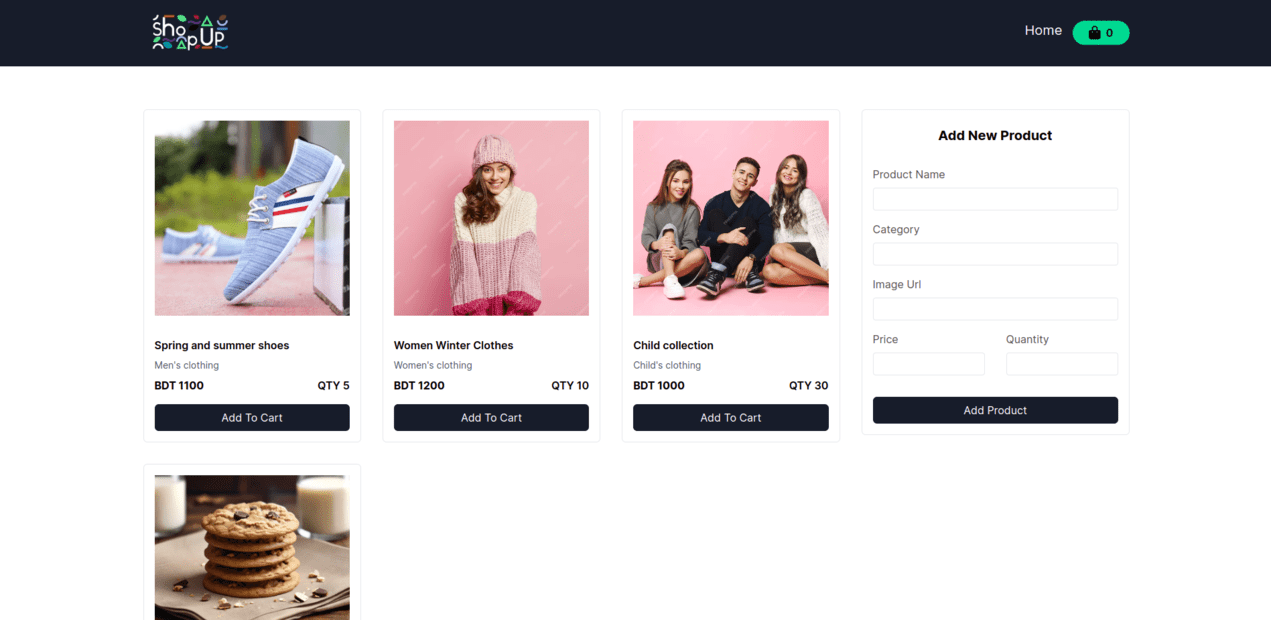 ShopUp
Home
0
Spring and summer shoes
Men's clothing
BDT 1100 QTY 5
Add To Cart
Women Winter Clothes
Women's clothing
BDT 1200 QTY 10
Add To Cart
Child collection
Child's clothing
BDT 1000 QTY 30
Add To Cart
Add New Product
Product Name
Category
Image Url
Price Quantity
Add Product